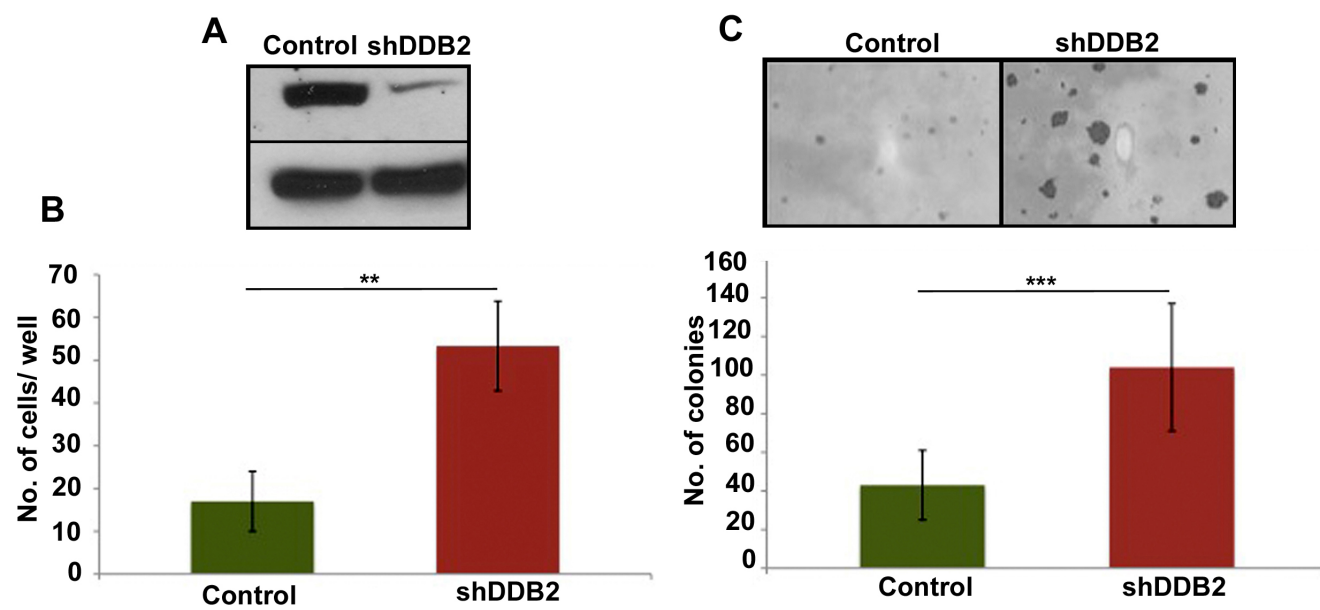 A
Control shDDB2
B
No. of cells/ well
70
60
50
40
30
20
10
0
**
Control
shDDB2
C
Control
shDDB2
No. of colonies
160
140
120
100
80
60
40
20
0
***
Control
shDDB2